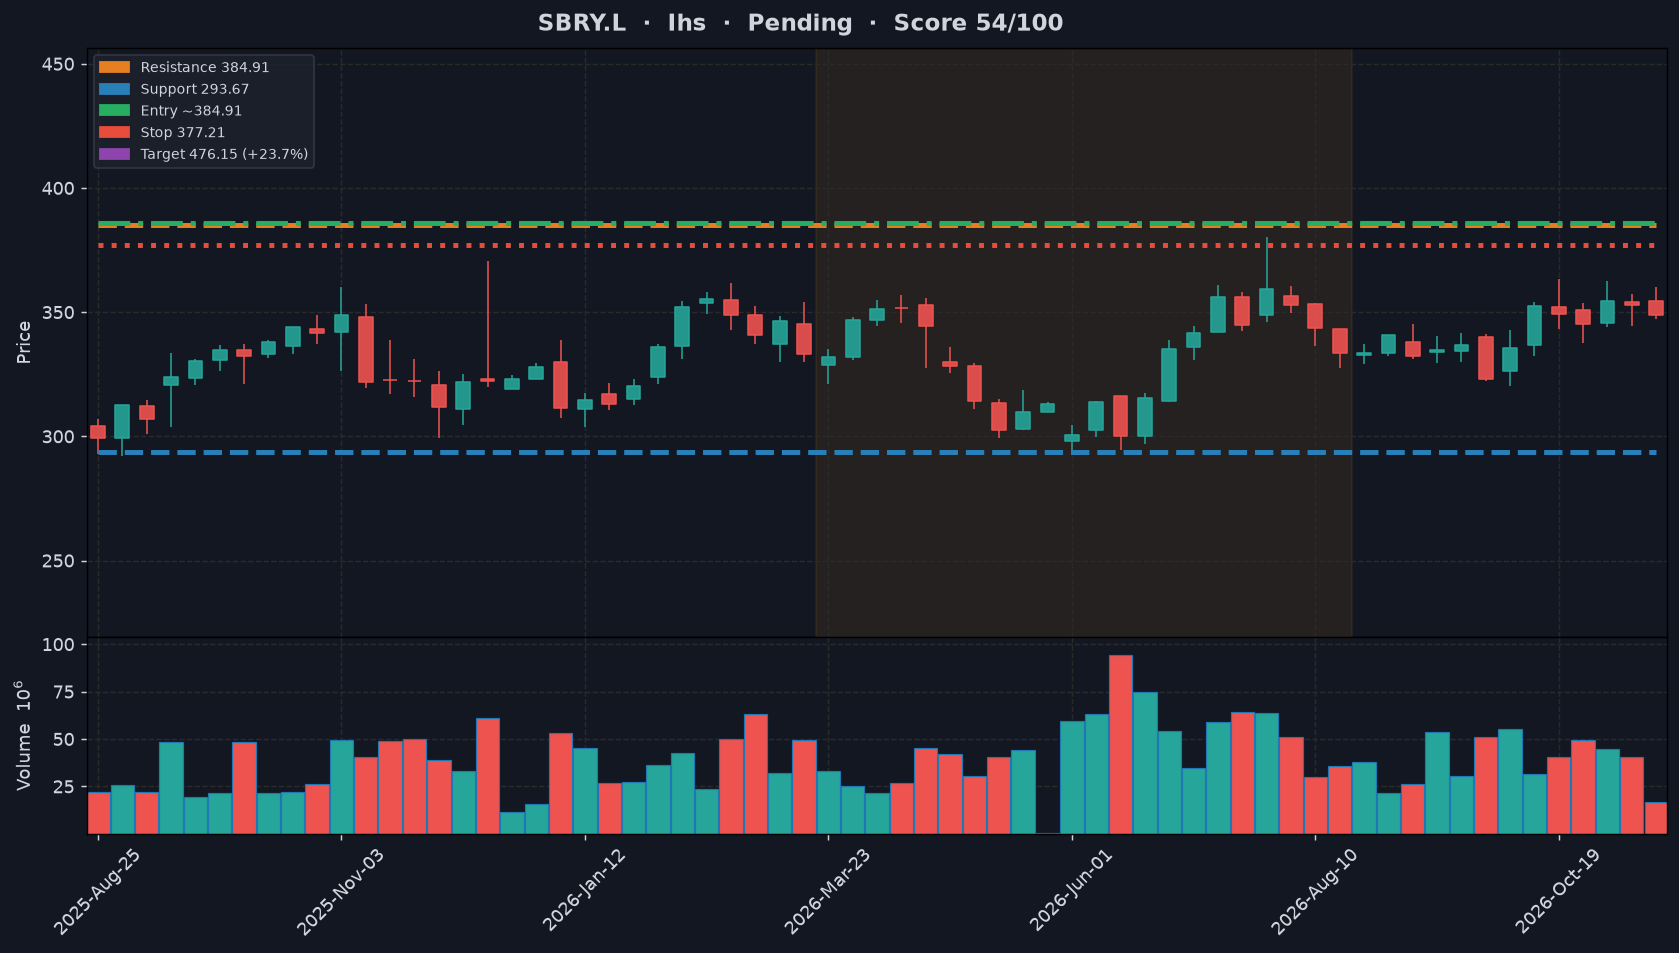 SBRY.L · Ihs · Pending · Score 54/100
Resistance 384.91
Support 293.67
Entry ~384.91
Stop 377.21
Target 476.15 (+23.7%)
450
400
350
300
250
Price
100
75
50
25
Volume 10⁶
2025-Aug-25
2025-Nov-03
2026-Jan-12
2026-Mar-23
2026-Jun-01
2026-Aug-10
2026-Oct-19